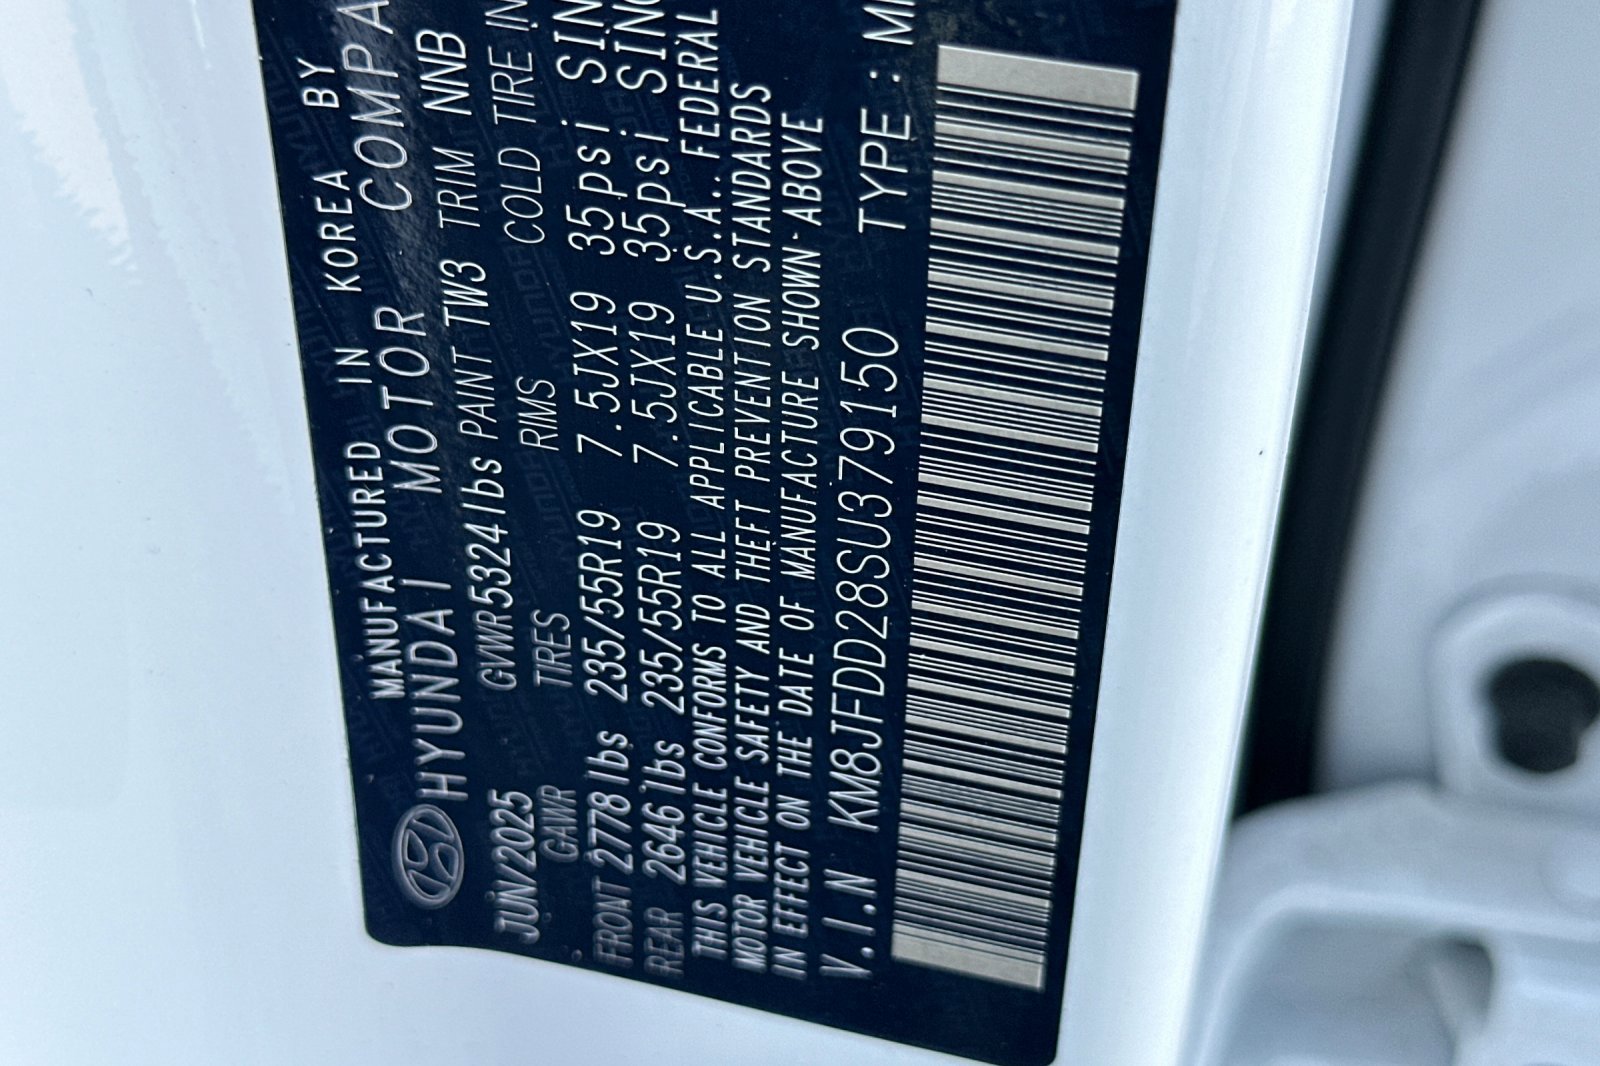 MANUFACTURED IN KOREA BY
HYUNDAI MOTOR COMPA
JUN/2025 GVWR5324lbs PAINT TW3 TRIM NNB
GAWR TIRES RIMS COLD TIRE IN
FRONT 2778lbs 235/55R19 7.5JX19 35psi SIN
REAR 2646lbs 235/55R19 7.5JX19 35psi SING
THIS VEHICLE CONFORMS TO ALL APPLICABLE U.S.A.. FEDERAL
MOTOR VEHICLE SAFETY AND THEFT PREVENTION STANDARDS
IN EFFECT ON THE DATE OF MANUFACTURE SHOWN·ABOVE
V.I.N KM8JFDD28SU379150 TYPE : M